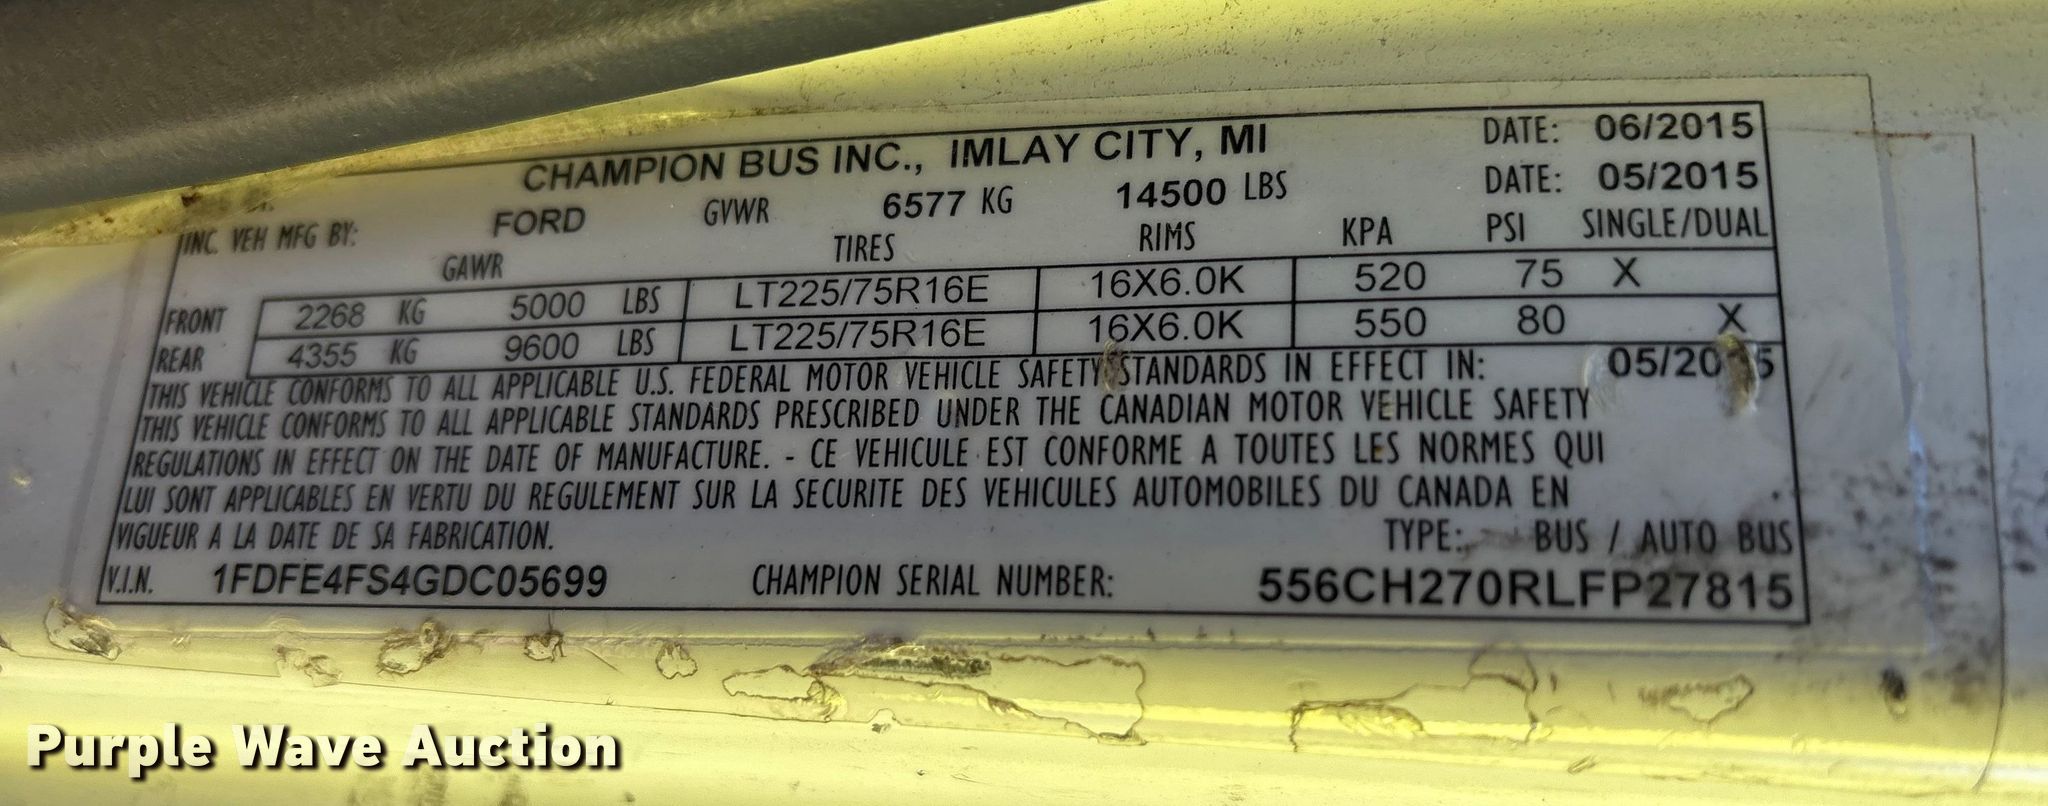 CHAMPION BUS INC., IMLAY CITY, MI DATE: 06/2015
INC. VEH MFG BY: FORD GVWR 6577 KG 14500 LBS DATE: 05/2015
GAWR TIRES RIMS KPA PSI SINGLE/DUAL
FRONT 2268 KG 5000 LBS LT225/75R16E 16X6.0K 520 75 X
REAR 4355 KG 9600 LBS LT225/75R16E 16X6.0K 550 80 X
THIS VEHICLE CONFORMS TO ALL APPLICABLE U.S. FEDERAL MOTOR VEHICLE SAFETY STANDARDS IN EFFECT IN: 05/2015
THIS VEHICLE CONFORMS TO ALL APPLICABLE STANDARDS PRESCRIBED UNDER THE CANADIAN MOTOR VEHICLE SAFETY
REGULATIONS IN EFFECT ON THE DATE OF MANUFACTURE. - CE VEHICULE EST CONFORME A TOUTES LES NORMES QUI
LUI SONT APPLICABLES EN VERTU DU REGULEMENT SUR LA SECURITE DES VEHICULES AUTOMOBILES DU CANADA EN
VIGUEUR A LA DATE DE SA FABRICATION. TYPE: BUS / AUTO BUS
V.I.N. 1FDFE4FS4GDC05699 CHAMPION SERIAL NUMBER: 556CH270RLFP27815
Purple Wave Auction